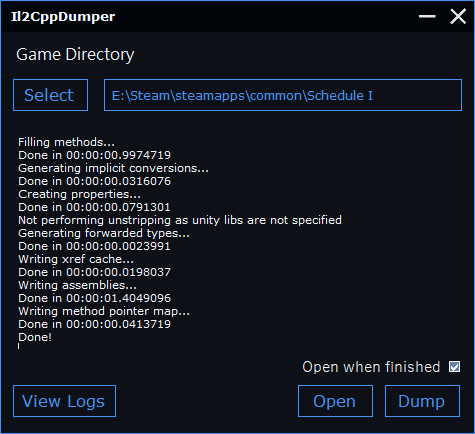 Il2CppDumper
Game Directory
Select
E:\Steam\steamapps\common\Schedule I
Filling methods...
Done in 00:00:00.9974719
Generating implicit conversions...
Done in 00:00:00.0316076
Creating properties...
Done in 00:00:00.0791301
Not performing unstripping as unity libs are not specified
Generating forwarded types...
Done in 00:00:00.0023991
Writing xref cache...
Done in 00:00:00.0198037
Writing assemblies...
Done in 00:00:01.4049096
Writing method pointer map...
Done in 00:00:00.0413719
Done!
Open when finished
View Logs
Open
Dump